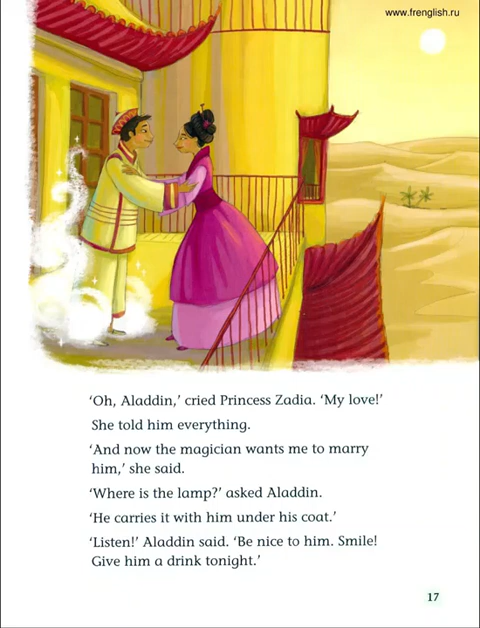 www.frenglish.ru
‘Oh, Aladdin,’ cried Princess Zadia. ‘My love!’
She told him everything.
‘And now the magician wants me to marry
him,’ she said.
‘Where is the lamp?’ asked Aladdin.
‘He carries it with him under his coat.’
‘Listen!’ Aladdin said. ‘Be nice to him. Smile!
Give him a drink tonight.’
17